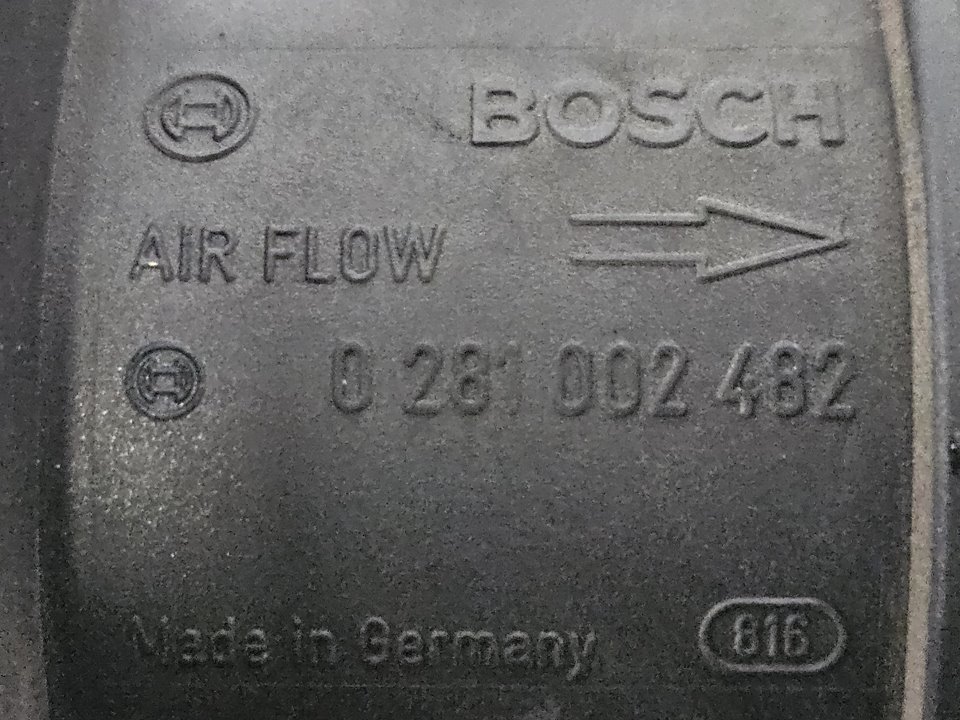 BOSCH
AIR FLOW
0 281 002 482
Made in Germany 816